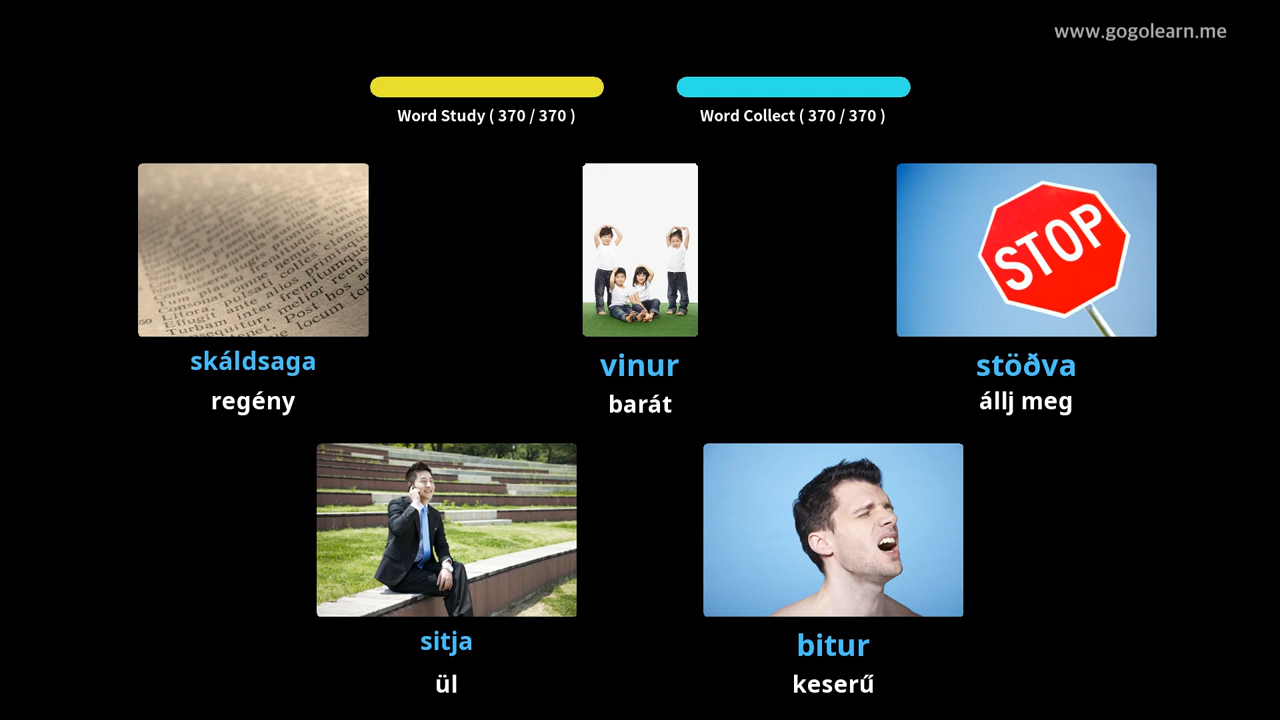 www.gogolearn.me
Word Study ( 370 / 370 )
Word Collect ( 370 / 370 )
STOP
skáldsaga
regény
vinur
barát
stöðva
állj meg
sitja
ül
bitur
keserű